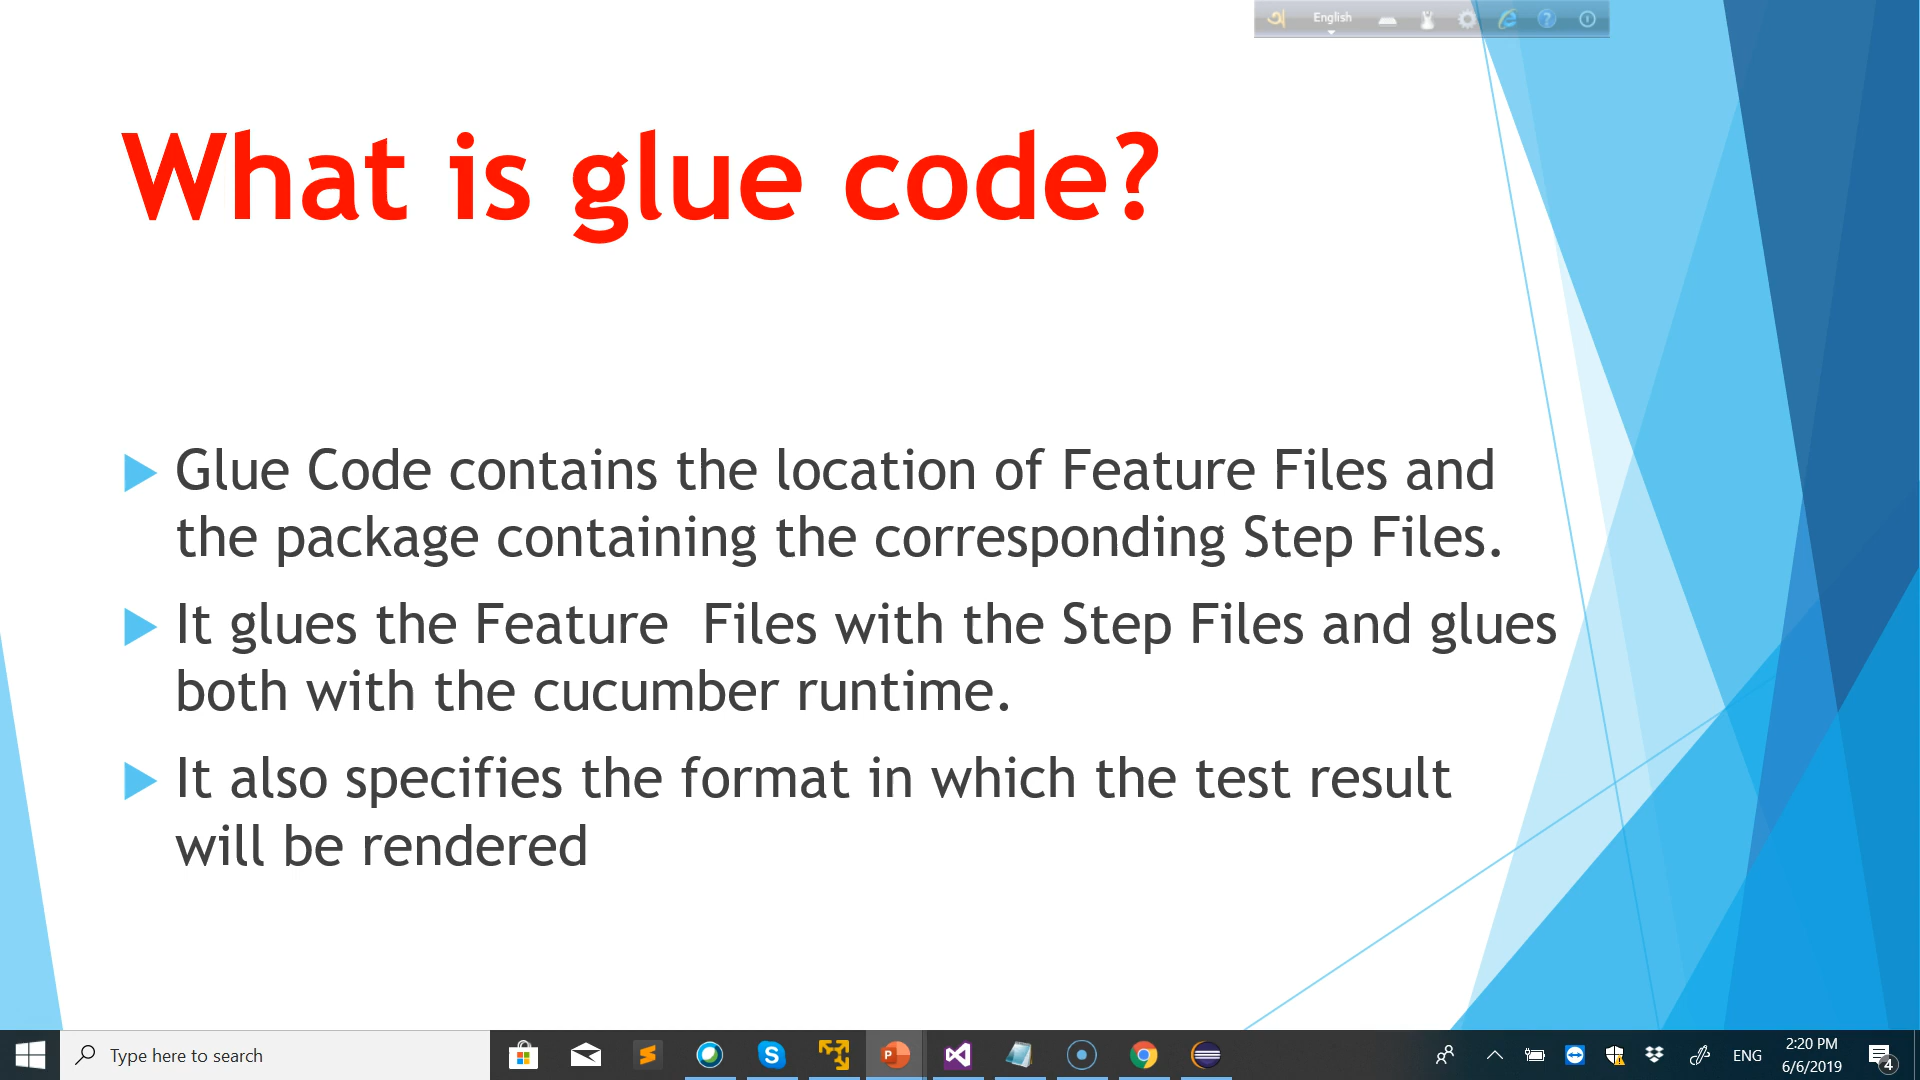 English
What is glue code?
Glue Code contains the location of Feature Files and
the package containing the corresponding Step Files.
It glues the Feature  Files with the Step Files and glues
both with the cucumber runtime.
It also specifies the format in which the test result
will be rendered
Type here to search
ENG
2:20 PM
6/6/2019
4